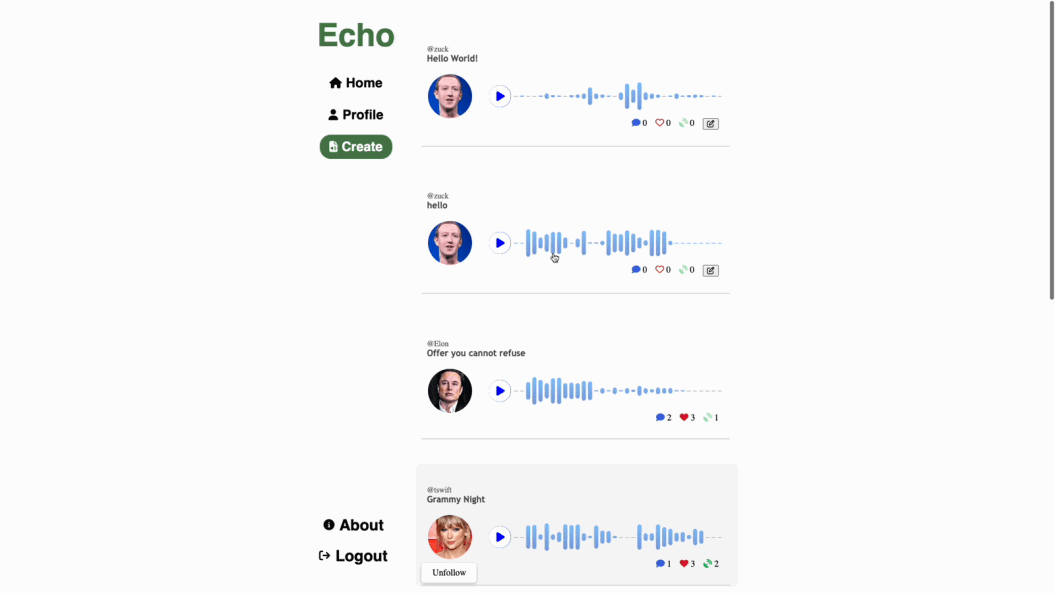 Echo
Home
Profile
Create
@zuck
Hello World!
0 0 0
@zuck
hello
0 0 0
@Elon
Offer you cannot refuse
2 3 1
@tswift
Grammy Night
1 3 2
Unfollow
About
Logout